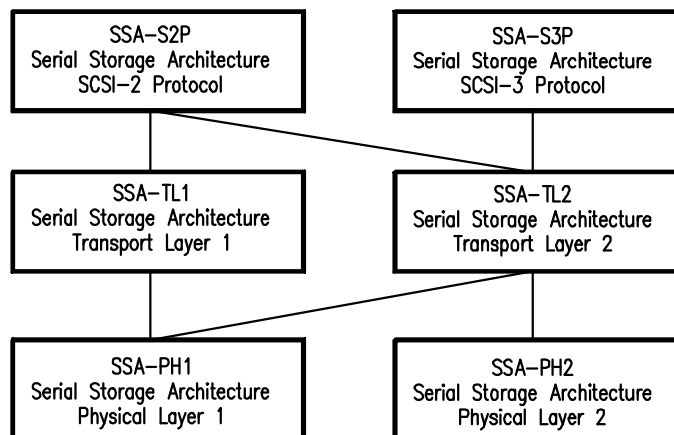 SSA-S2P
Serial Storage Architecture
SCSI-2 Protocol
SSA-S3P
Serial Storage Architecture
SCSI-3 Protocol
SSA-TL1
Serial Storage Architecture
Transport Layer 1
SSA-TL2
Serial Storage Architecture
Transport Layer 2
SSA-PH1
Serial Storage Architecture
Physical Layer 1
SSA-PH2
Serial Storage Architecture
Physical Layer 2